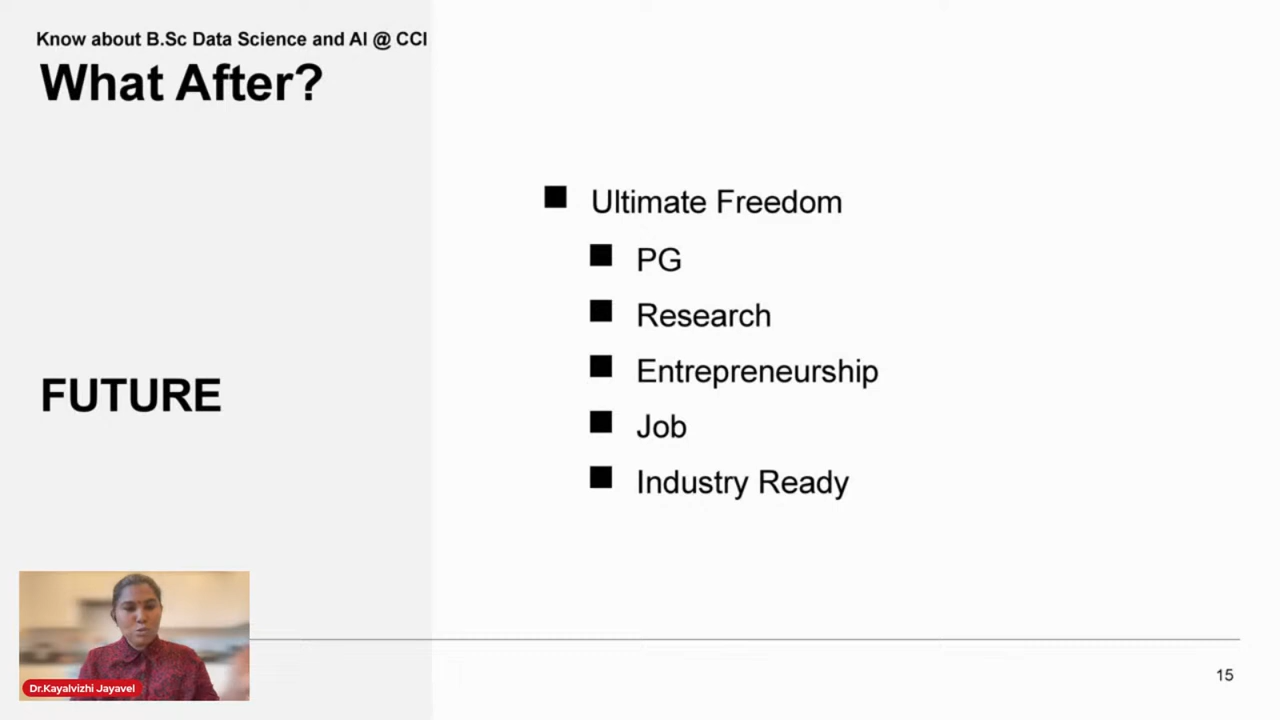 Know about B.Sc Data Science and AI @ CCI
What After?
Ultimate Freedom
PG
Research
Entrepreneurship
Job
Industry Ready
FUTURE
Dr.Kayalvizhi Jayavel
15